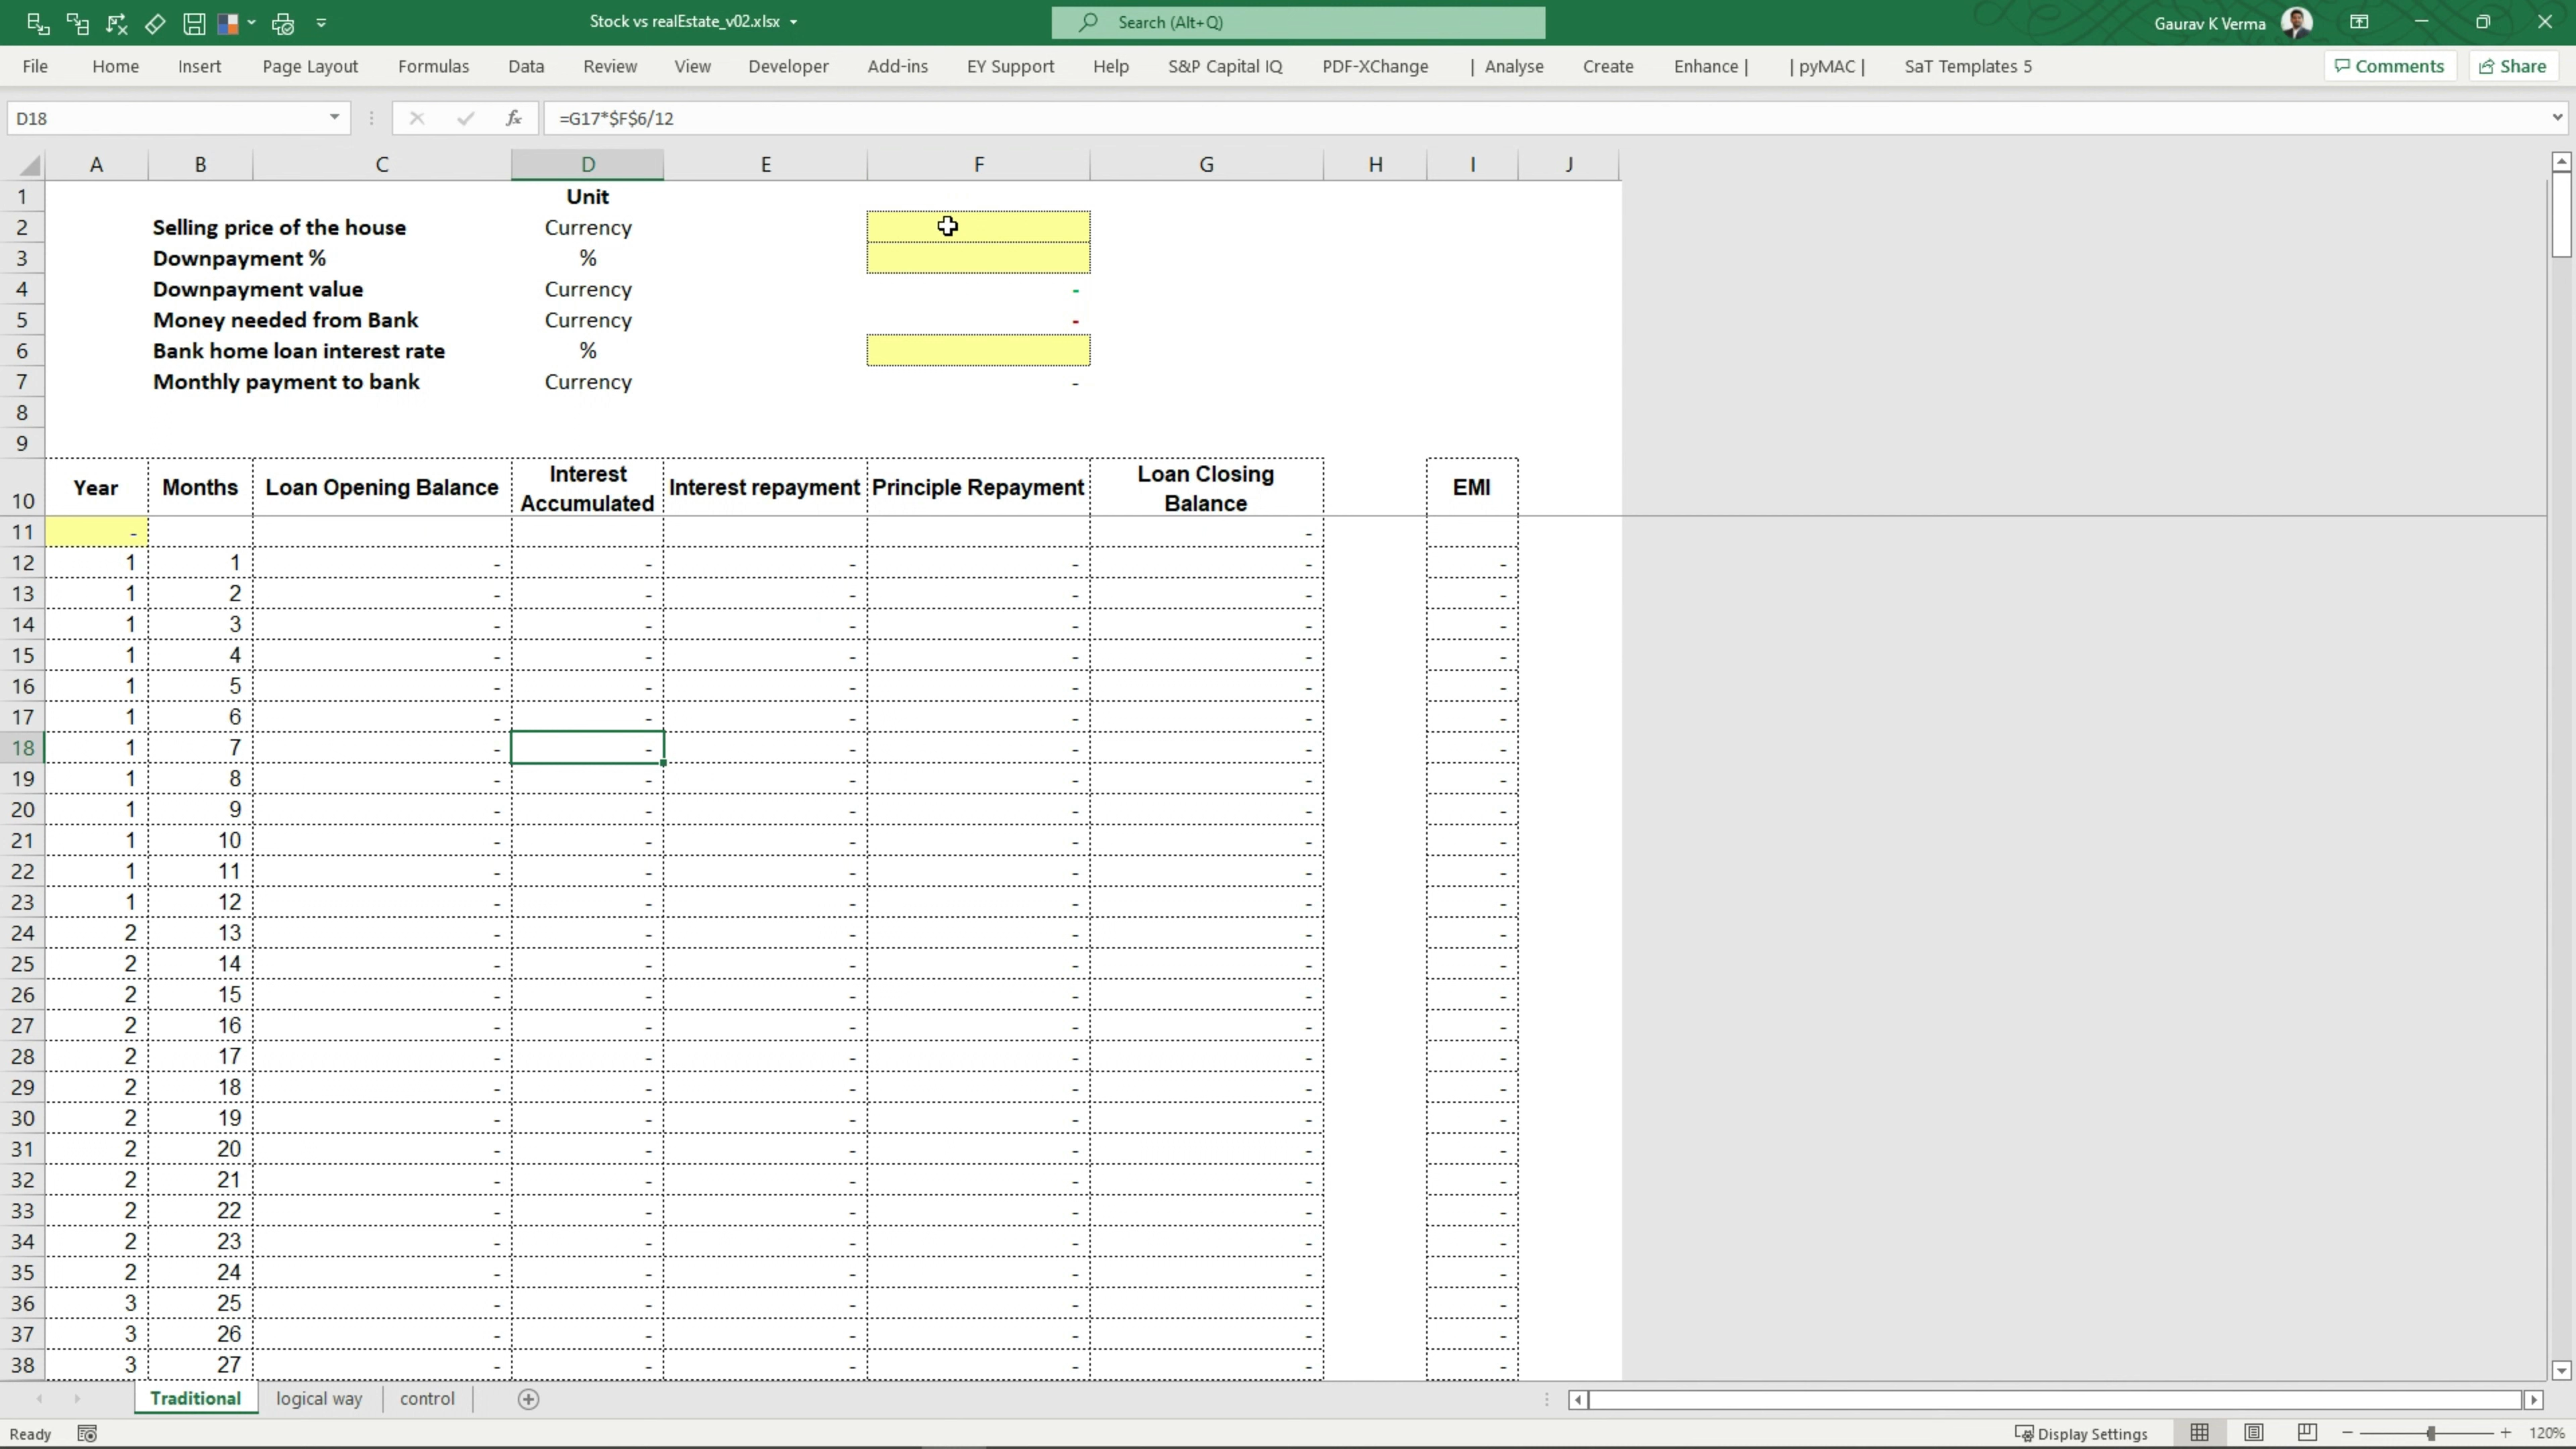 Stock vs realEstate_v02.xlsx
Search (Alt+Q)
Gaurav K Verma
File Home Insert Page Layout Formulas Data Review View Developer Add-ins EY Support Help S&P Capital IQ PDF-XChange | Analyse Create Enhance | | pyMAC | SaT Templates 5 Comments Share
D18 fx =G17*$F$6/12
A B C D E F G H I J
1 Unit
2 Selling price of the house Currency
3 Downpayment % %
4 Downpayment value Currency -
5 Money needed from Bank Currency -
6 Bank home loan interest rate %
7 Monthly payment to bank Currency -
8
9
10 Year Months Loan Opening Balance Interest Accumulated Interest repayment Principle Repayment Loan Closing Balance EMI
11 - -
12 1 1 - - - - - -
13 1 2 - - - - - -
14 1 3 - - - - - -
15 1 4 - - - - - -
16 1 5 - - - - - -
17 1 6 - - - - - -
18 1 7 - - - - - -
19 1 8 - - - - - -
20 1 9 - - - - - -
21 1 10 - - - - - -
22 1 11 - - - - - -
23 1 12 - - - - - -
24 2 13 - - - - - -
25 2 14 - - - - - -
26 2 15 - - - - - -
27 2 16 - - - - - -
28 2 17 - - - - - -
29 2 18 - - - - - -
30 2 19 - - - - - -
31 2 20 - - - - - -
32 2 21 - - - - - -
33 2 22 - - - - - -
34 2 23 - - - - - -
35 2 24 - - - - - -
36 3 25 - - - - - -
37 3 26 - - - - - -
38 3 27 - - - - - -
Traditional logical way control
Ready Display Settings 120%